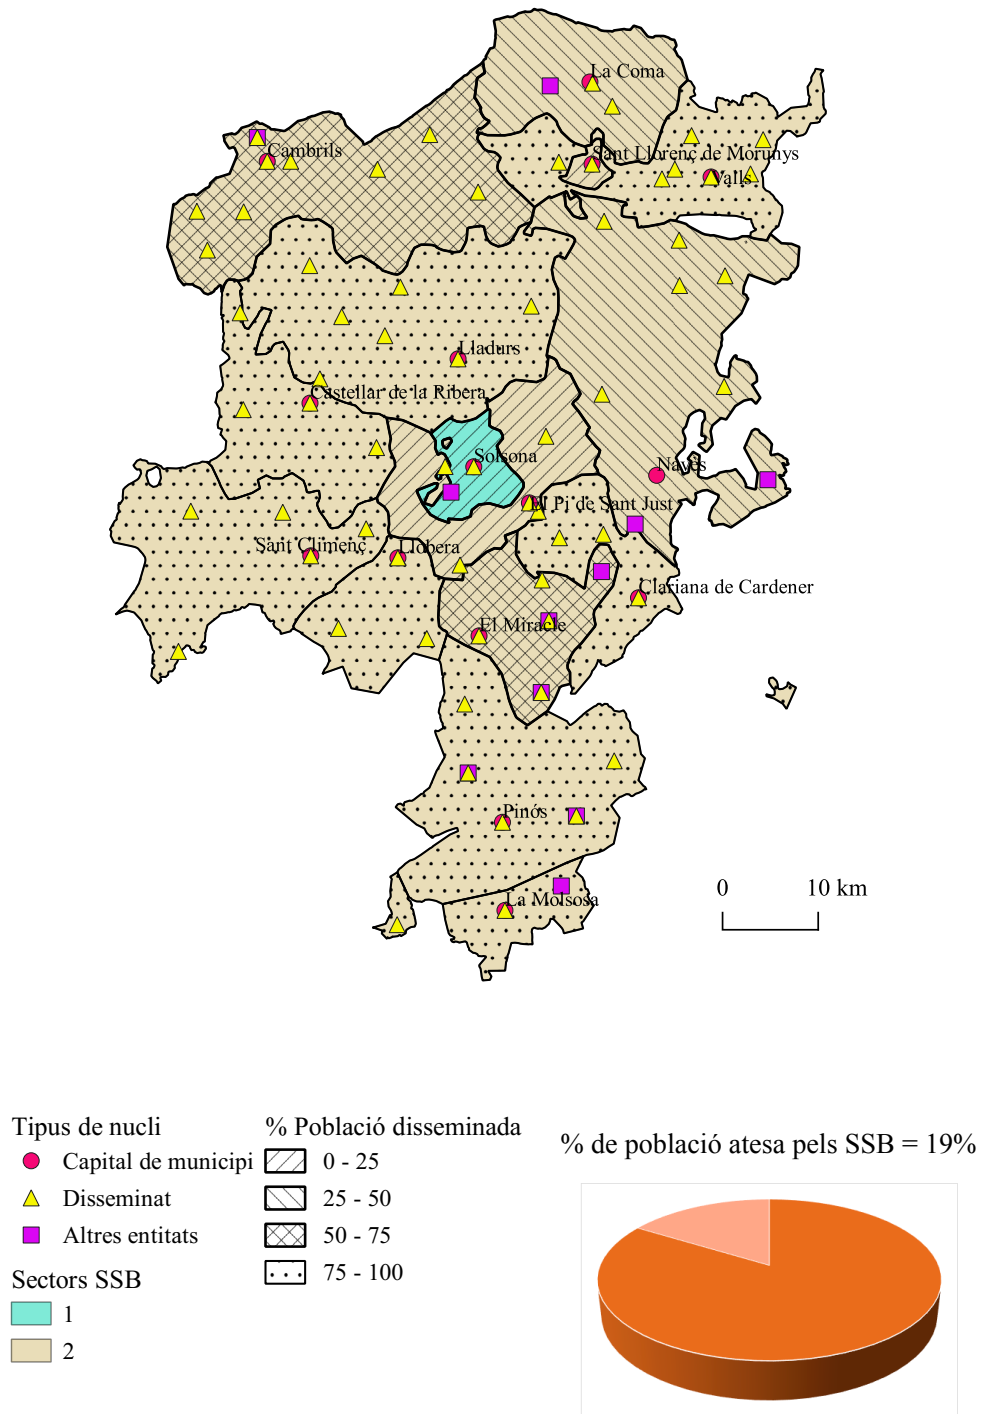 La Coma
Cambrils
Sant Llorenç de Morunys
Valls
Lladurs
Castellar de la Ribera
Solsona
Navès
El Pi de Sant Just
Sant Climenç
Llobera
Clariana de Cardener
El Miracle
Pinós
0 10 km
La Molsosa
Tipus de nucli
Capital de municipi
Disseminat
Altres entitats
Sectors SSB
1
2
% Població disseminada
0 - 25
25 - 50
50 - 75
75 - 100
% de població atesa pels SSB = 19%